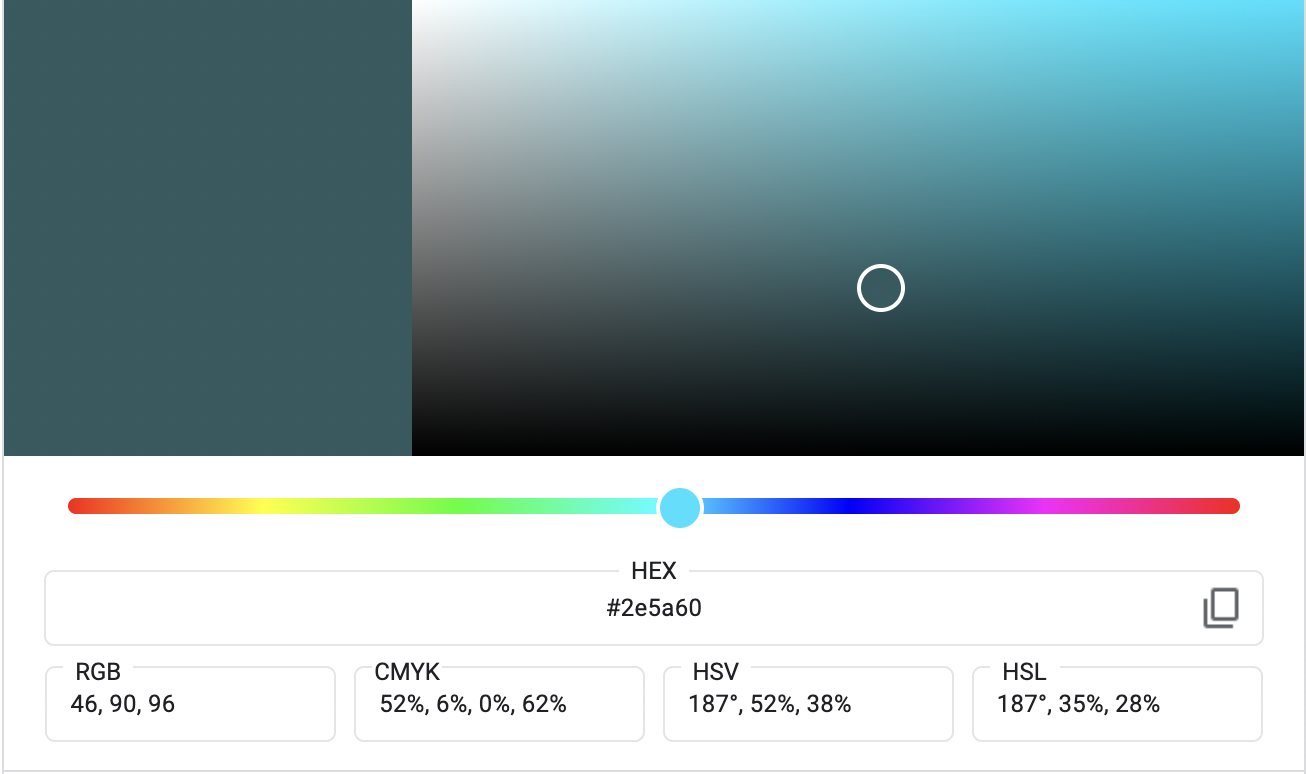 HEX
#2e5a60
RGB
46, 90, 96
CMYK
52%, 6%, 0%, 62%
HSV
187°, 52%, 38%
HSL
187°, 35%, 28%